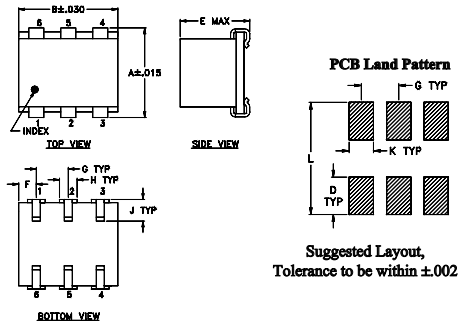 B±.030
E MAX
6 5 4
A±.015
INDEX
1 2 3
TOP VIEW
SIDE VIEW
PCB Land Pattern
G TYP
K TYP
L
D
TYP
Suggested Layout,
Tolerance to be within ±.002
G TYP
H TYP
F
1 2 3
J TYP
6 5 4
BOTTOM VIEW